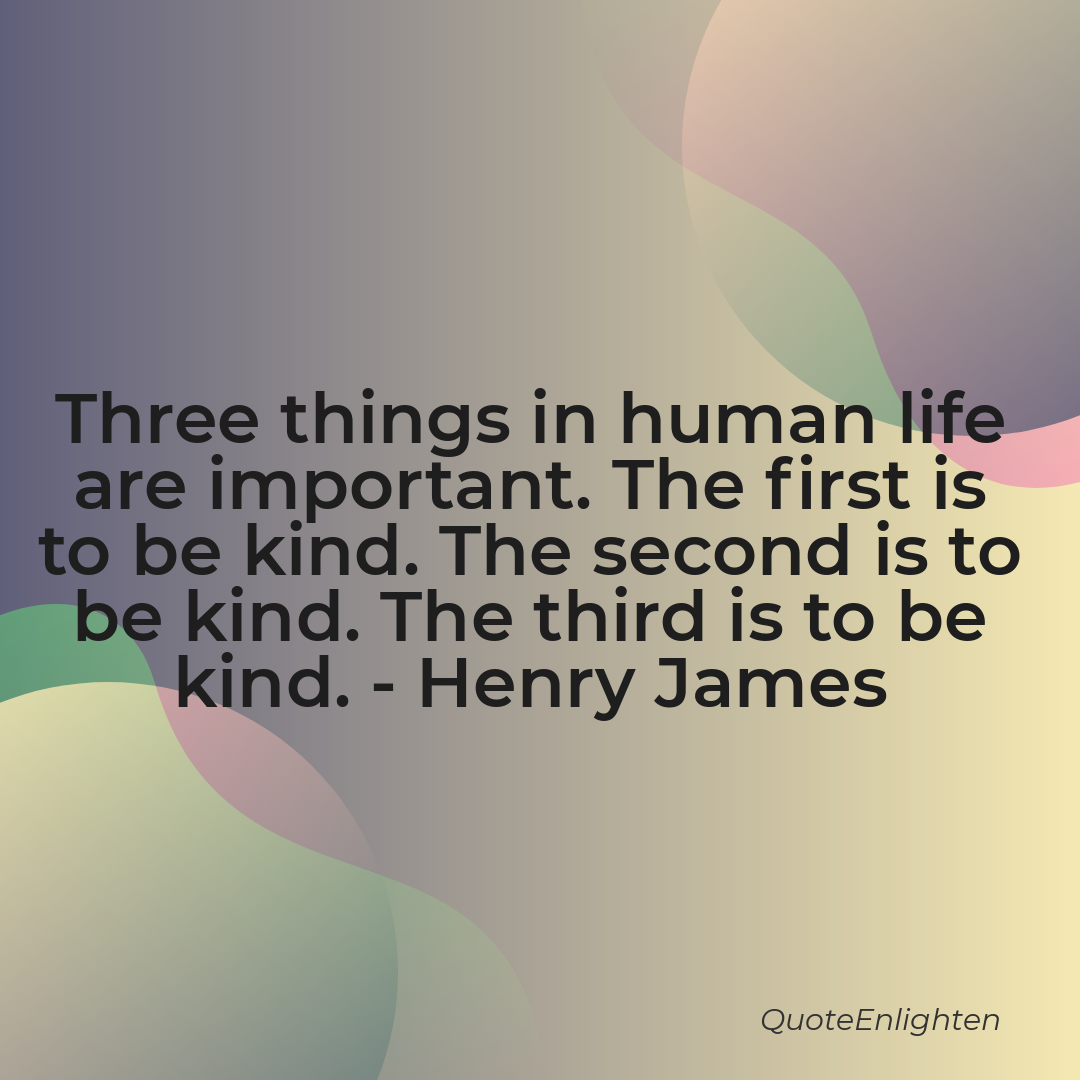 Three things in human life
are important. The first is
to be kind. The second is to
be kind. The third is to be
kind. - Henry James
QuoteEnlighten